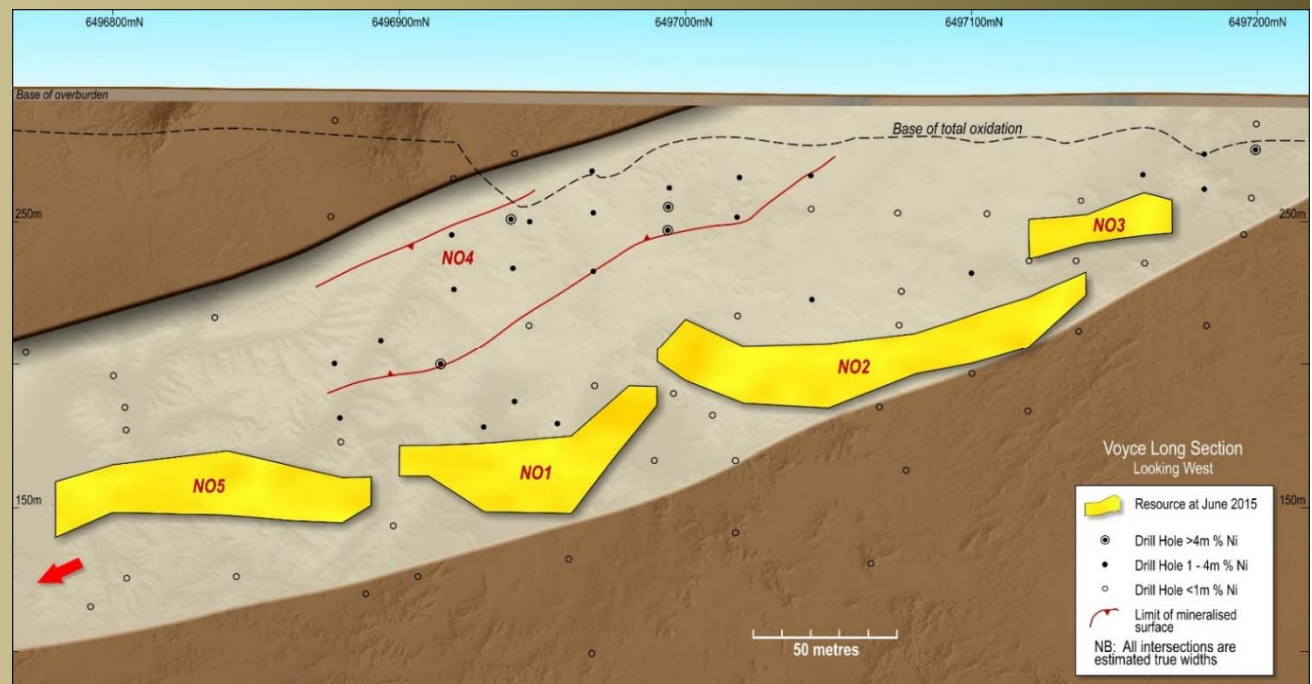 6496800mN 6496900mN 6497000mN 6497100mN 6497200mN
Base of overburden
Base of total oxidation
250m 250m
NO3
NO4
NO2
NO1
NO5
150m 150m
Voyce Long Section
Looking West
Resource at June 2015
Drill Hole >4m % Ni
Drill Hole 1 - 4m % Ni
Drill Hole <1m % Ni
Limit of mineralised
surface
NB: All intersections are
estimated true widths
50 metres